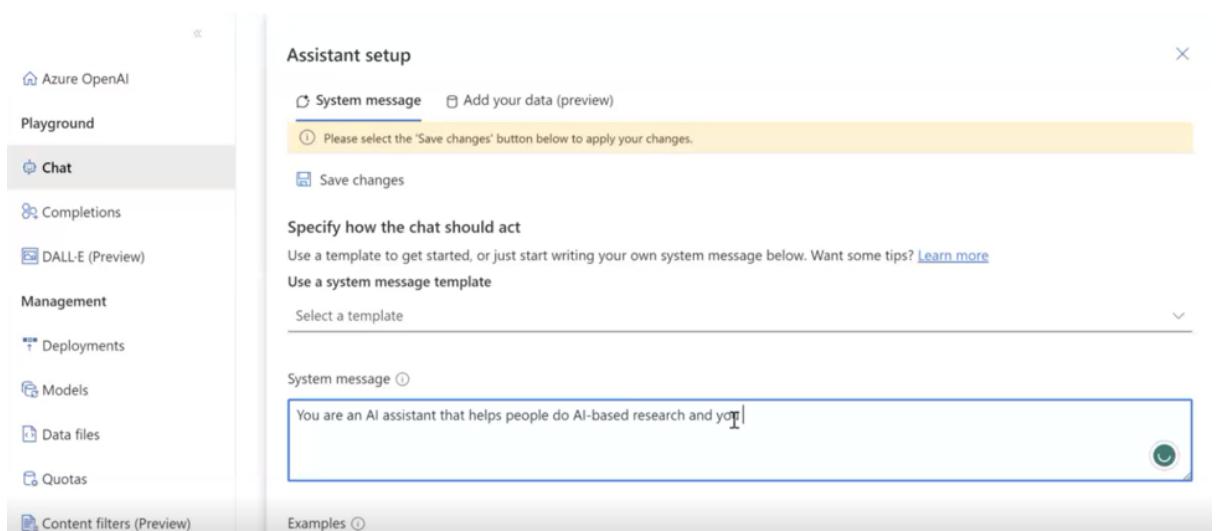 Azure OpenAI
Playground
Chat
Completions
DALL·E (Preview)
Management
Deployments
Models
Data files
Quotas
Content filters (Preview)
Assistant setup
System message
Add your data (preview)
Please select the 'Save changes' button below to apply your changes.
Save changes
Specify how the chat should act
Use a template to get started, or just start writing your own system message below. Want some tips? Learn more
Use a system message template
Select a template
System message
You are an AI assistant that helps people do AI-based research and you
Examples